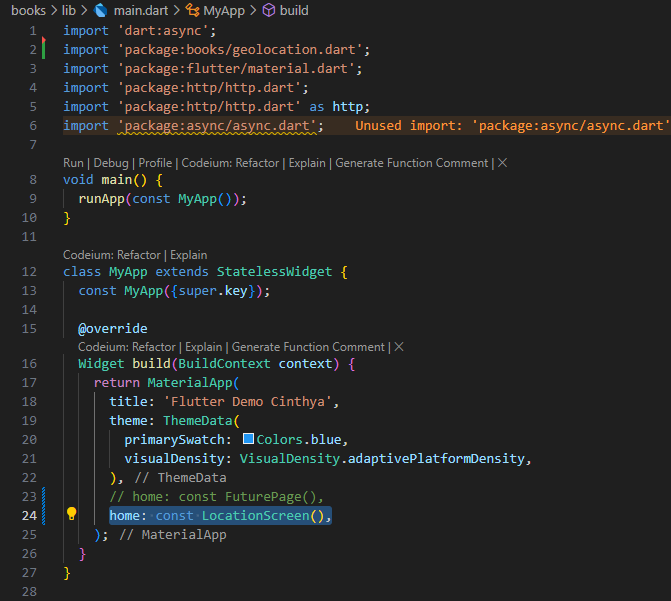 books > lib > main.dart > MyApp > build
1 import 'dart:async';
2 import 'package:books/geolocation.dart';
3 import 'package:flutter/material.dart';
4 import 'package:http/http.dart';
5 import 'package:http/http.dart' as http;
6 import 'package:async/async.dart'; Unused import: 'package:async/async.dart'
7
Run | Debug | Profile | Codeium: Refactor | Explain | Generate Function Comment | ×
8 void main() {
9   runApp(const MyApp());
10 }
11
Codeium: Refactor | Explain
12 class MyApp extends StatelessWidget {
13   const MyApp({super.key});
14
15   @override
Codeium: Refactor | Explain | Generate Function Comment | ×
16   Widget build(BuildContext context) {
17     return MaterialApp(
18       title: 'Flutter Demo Cinthya',
19       theme: ThemeData(
20         primarySwatch: Colors.blue,
21         visualDensity: VisualDensity.adaptivePlatformDensity,
22       ), // ThemeData
23       // home: const FuturePage(),
24       home: const LocationScreen(),
25     ); // MaterialApp
26   }
27 }
28